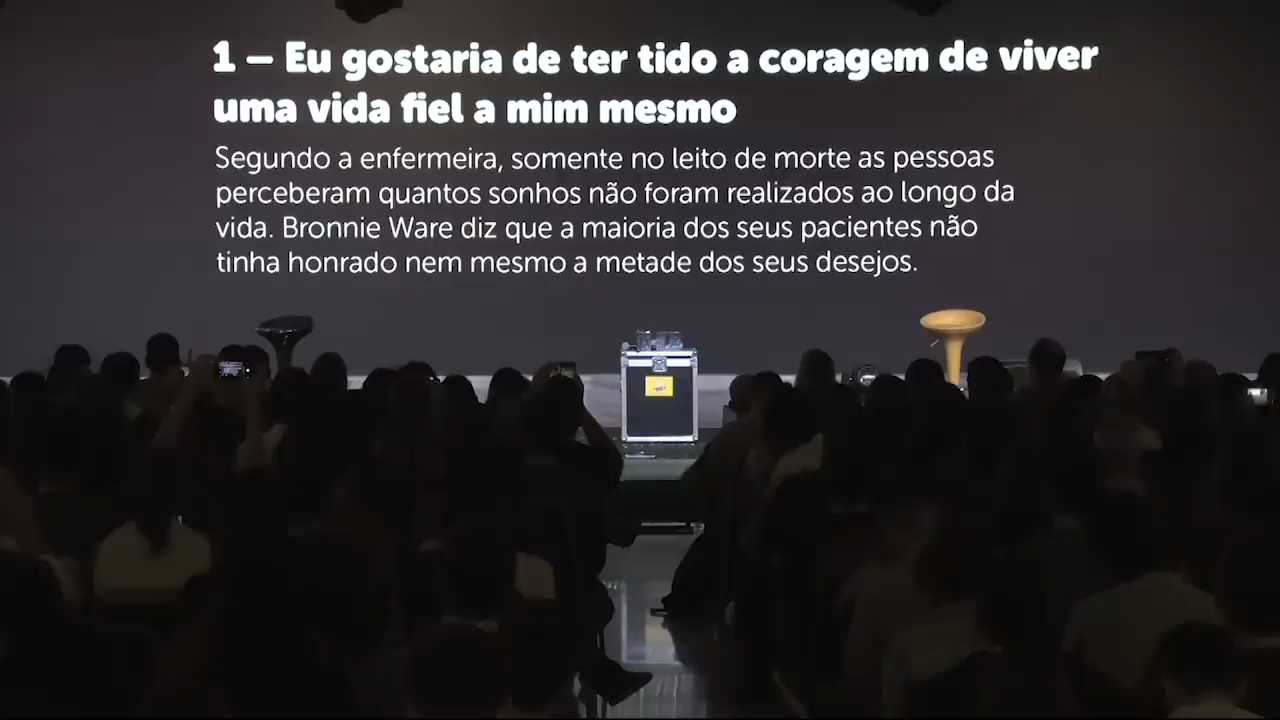 1 – Eu gostaria de ter tido a coragem de viver
uma vida fiel a mim mesmo
Segundo a enfermeira, somente no leito de morte as pessoas
perceberam quantos sonhos não foram realizados ao longo da
vida. Bronnie Ware diz que a maioria dos seus pacientes não
tinha honrado nem mesmo a metade dos seus desejos.